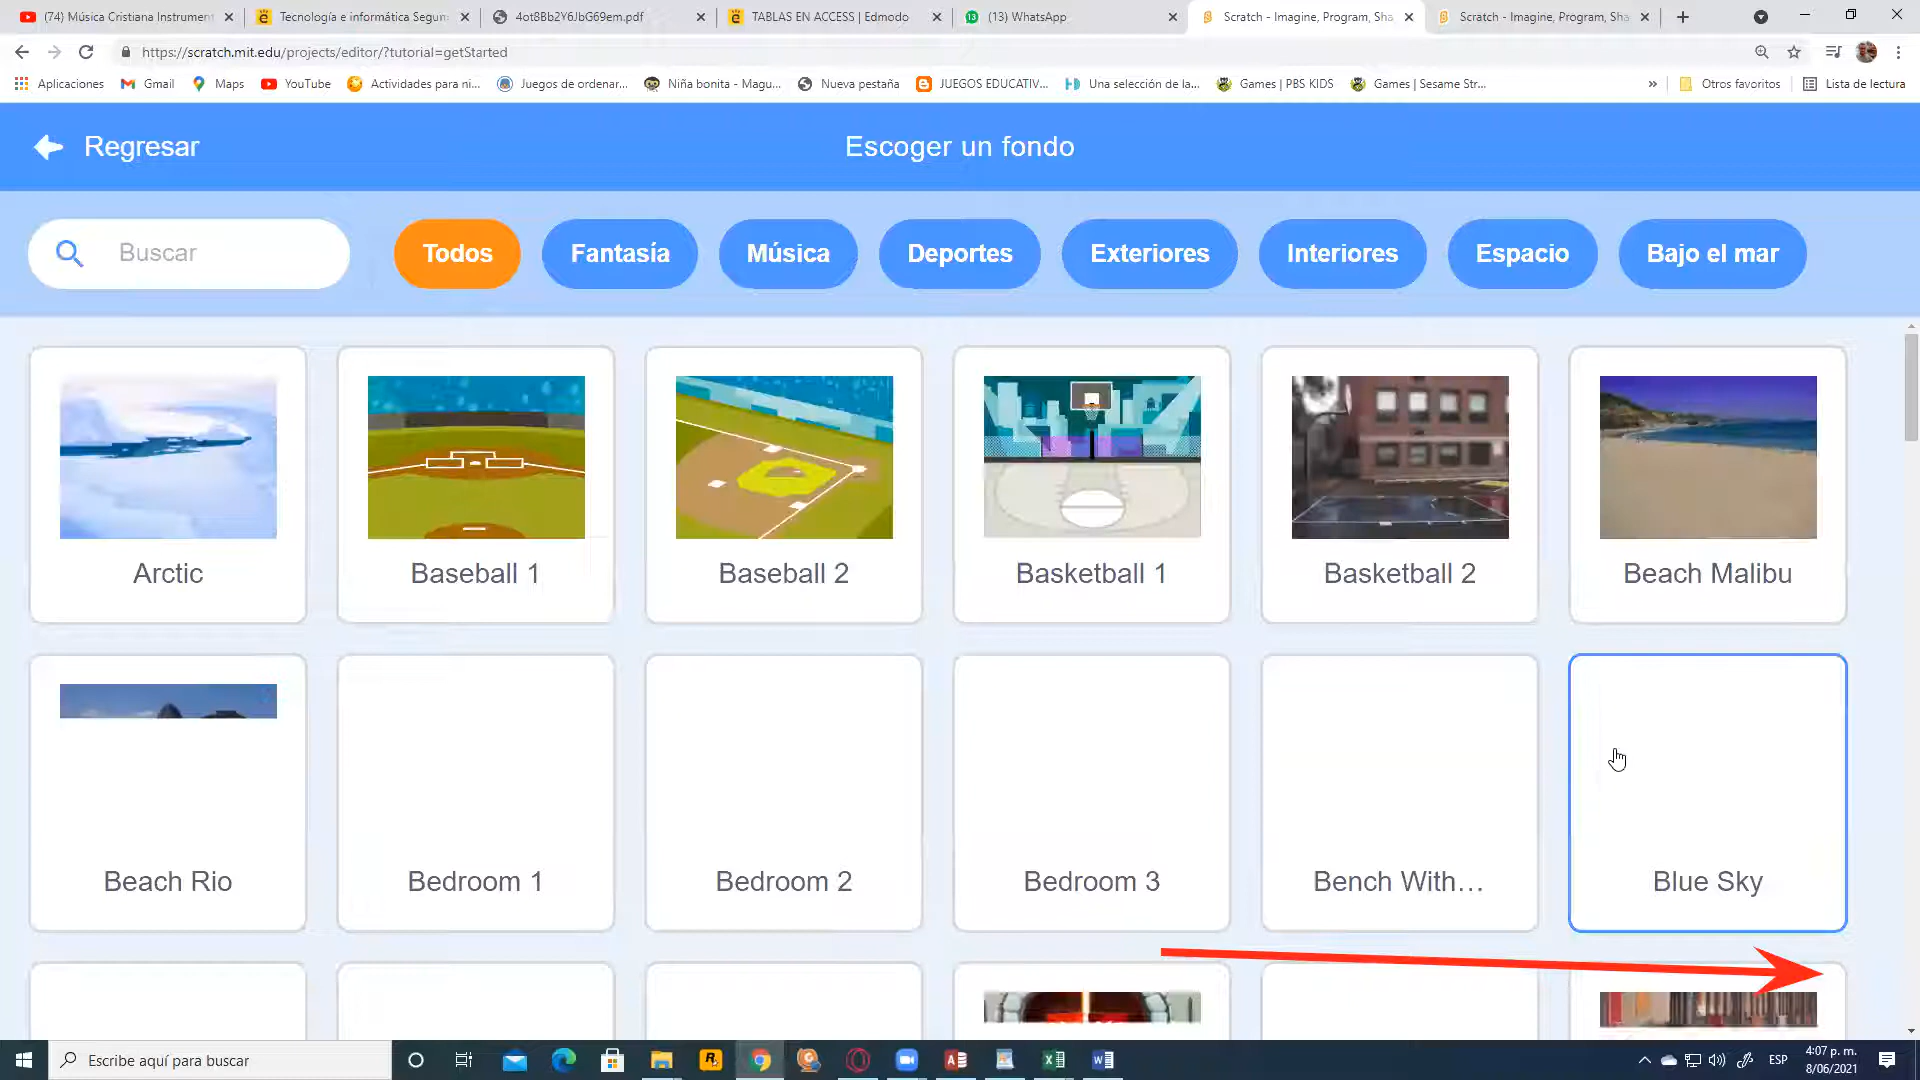 (74) Música Cristiana Instrument
Tecnología e informática Segun
4ot8Bb2Y6JbG69em.pdf
TABLAS EN ACCESS | Edmodo
(13) WhatsApp
Scratch - Imagine, Program, Sha
Scratch - Imagine, Program, Sha
https://scratch.mit.edu/projects/editor/?tutorial=getStarted
Aplicaciones
Gmail
Maps
YouTube
Actividades para ni...
Juegos de ordenar...
Niña bonita - Magu...
Nueva pestaña
JUEGOS EDUCATIV...
Una selección de la...
Games | PBS KIDS
Games | Sesame Str...
»
Otros favoritos
Lista de lectura
Regresar
Escoger un fondo
Buscar
Todos
Fantasía
Música
Deportes
Exteriores
Interiores
Espacio
Bajo el mar
Arctic
Baseball 1
Baseball 2
Basketball 1
Basketball 2
Beach Malibu
Beach Rio
Bedroom 1
Bedroom 2
Bedroom 3
Bench With...
Blue Sky
Escribe aquí para buscar
ESP
4:07 p. m.
8/06/2021